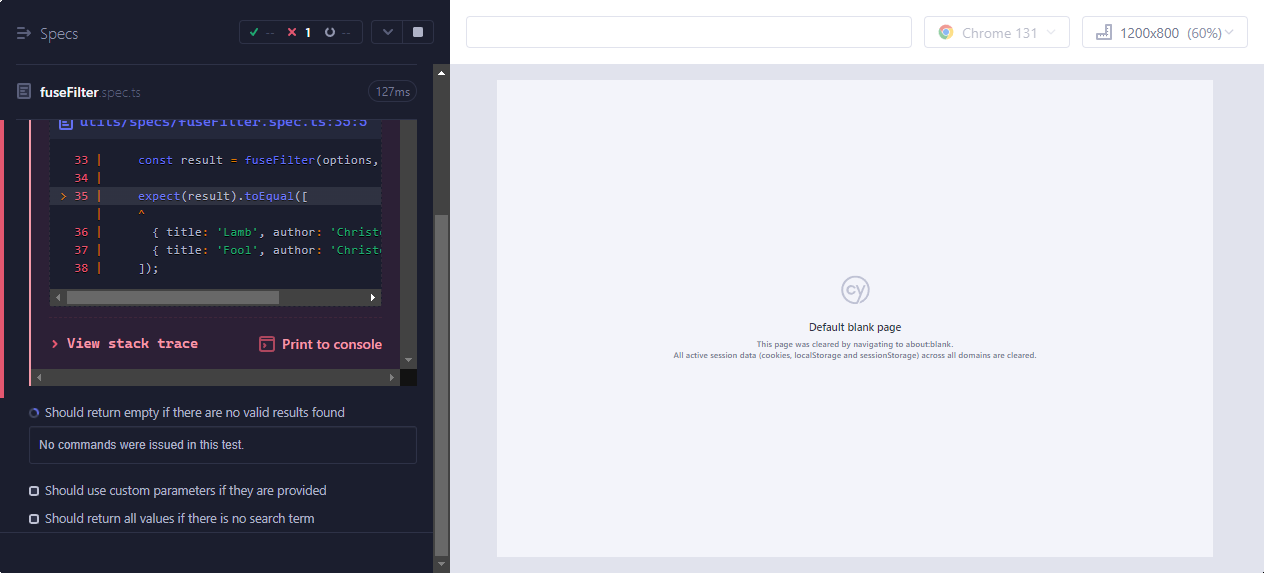 Specs
-- 1 --
Chrome 131
1200x800 (60%)
fuseFilter.spec.ts
127ms
utils/specs/fuseFilter.spec.ts:35:5
33 | const result = fuseFilter(options,
34 |
> 35 | expect(result).toEqual([
| ^
36 | { title: 'Lamb', author: 'Christ
37 | { title: 'Fool', author: 'Christ
38 | ]);
> View stack trace
Print to console
Should return empty if there are no valid results found
No commands were issued in this test.
Should use custom parameters if they are provided
Should return all values if there is no search term
cy
Default blank page
This page was cleared by navigating to about:blank.
All active session data (cookies, localStorage and sessionStorage) across all domains are cleared.